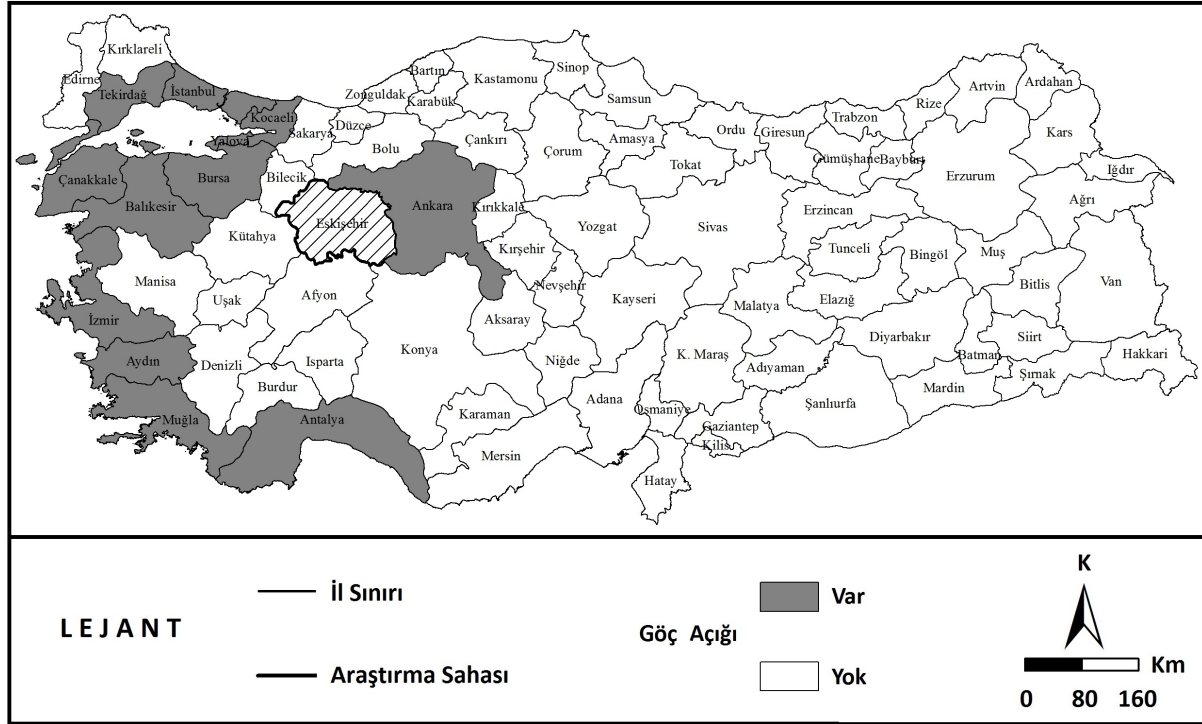 Kırklareli
Edirne
Tekirdağ
İstanbul
Kocaeli
Yalova
Sakarya
Düzce
Zonguldak
Bartın
Karabük
Kastamonu
Sinop
Samsun
Bolu
Çankırı
Çorum
Amasya
Tokat
Ordu
Giresun
Trabzon
Rize
Artvin
Ardahan
Kars
Gümüşhane
Bayburt
Erzurum
Iğdır
Ağrı
Çanakkale
Balıkesir
Bursa
Bilecik
Eskişehir
Ankara
Kırıkkale
Kütahya
Kırşehir
Yozgat
Sivas
Erzincan
Tunceli
Bingöl
Muş
Bitlis
Van
Manisa
Uşak
Afyon
Nevşehir
Kayseri
Malatya
Elazığ
İzmir
Aksaray
Diyarbakır
Siirt
Batman
Hakkari
Şırnak
Aydın
Denizli
Isparta
Konya
Niğde
K. Maraş
Adıyaman
Mardin
Burdur
Adana
Osmaniye
Şanlıurfa
Muğla
Antalya
Karaman
Mersin
Gaziantep
Kilis
Hatay
LEJANT
İl Sınırı
Araştırma Sahası
Göç Açığı
Var
Yok
K
Km
0 80 160